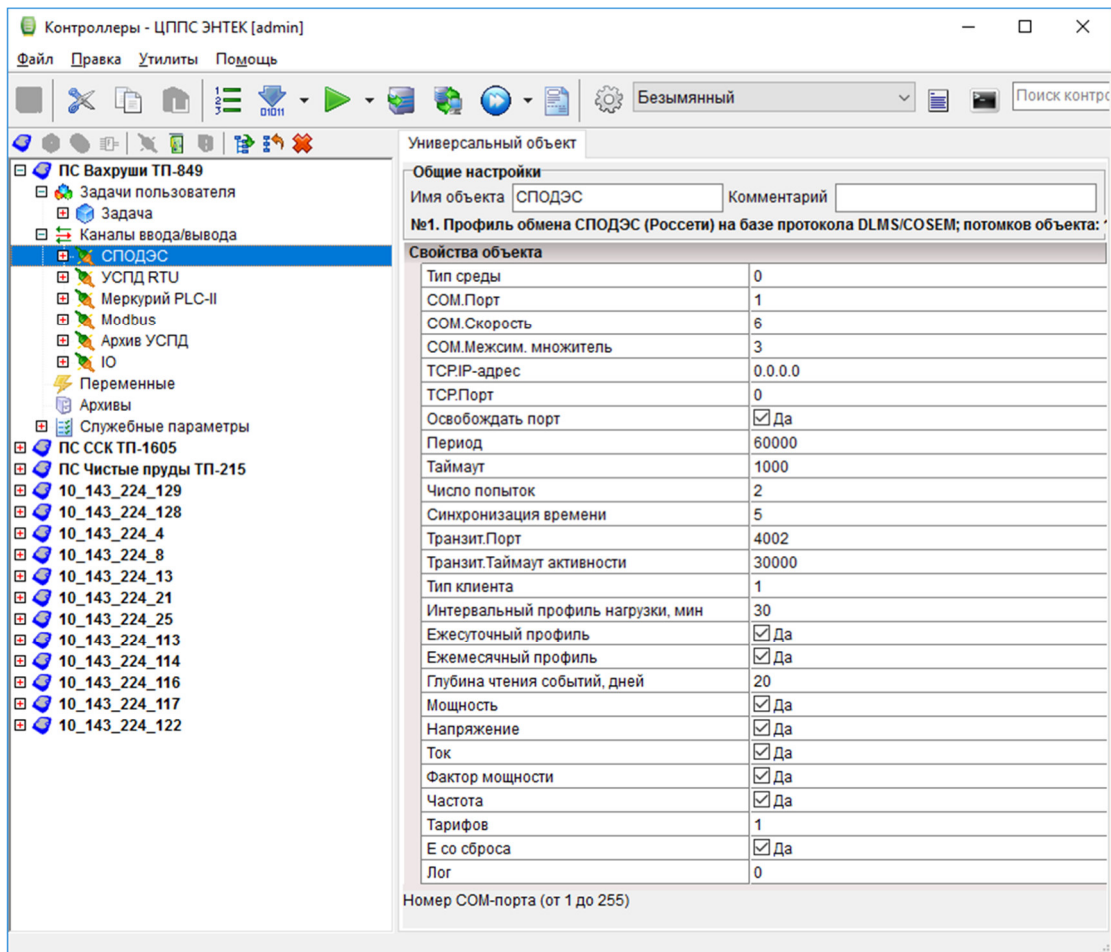 Контроллеры - ЦППС ЭНТЕК [admin]
Файл Правка Утилиты Помощь
Безымянный
Поиск контро
Универсальный объект
ПС Вахруши ТП-849
Задачи пользователя
Задача
Каналы ввода/вывода
СПОДЭС
УСПД RTU
Меркурий PLC-II
Modbus
Архив УСПД
IO
Переменные
Архивы
Служебные параметры
ПС ССК ТП-1605
ПС Чистые пруды ТП-215
10_143_224_129
10_143_224_128
10_143_224_4
10_143_224_8
10_143_224_13
10_143_224_21
10_143_224_25
10_143_224_113
10_143_224_114
10_143_224_116
10_143_224_117
10_143_224_122
Общие настройки
Имя объекта СПОДЭС Комментарий
№1. Профиль обмена СПОДЭС (Россети) на базе протокола DLMS/COSEM; потомков объекта:
Свойства объекта
Тип среды 0
COM.Порт 1
COM.Скорость 6
COM.Межсим. множитель 3
TCP.IP-адрес 0.0.0.0
TCP.Порт 0
Освобождать порт Да
Период 60000
Таймаут 1000
Число попыток 2
Синхронизация времени 5
Транзит.Порт 4002
Транзит.Таймаут активности 30000
Тип клиента 1
Интервальный профиль нагрузки, мин 30
Ежесуточный профиль Да
Ежемесячный профиль Да
Глубина чтения событий, дней 20
Мощность Да
Напряжение Да
Ток Да
Фактор мощности Да
Частота Да
Тарифов 1
Е со сброса Да
Лог 0
Номер COM-порта (от 1 до 255)